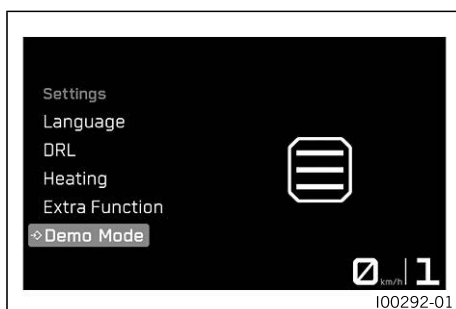 Settings
Language
DRL
Heating
Extra Function
Demo Mode
0 km/h 1
I00292-01